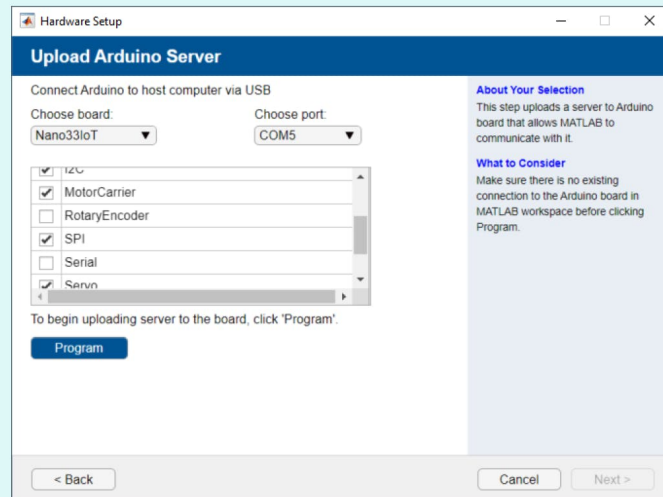 Hardware Setup
Upload Arduino Server
Connect Arduino to host computer via USB
Choose board:
Choose port:
Nano33IoT
COM5
I2C
MotorCarrier
RotaryEncoder
SPI
Serial
Servo
To begin uploading server to the board, click 'Program'.
Program
About Your Selection
This step uploads a server to Arduino
board that allows MATLAB to
communicate with it.
What to Consider
Make sure there is no existing
connection to the Arduino board in
MATLAB workspace before clicking
Program.
< Back
Cancel
Next >